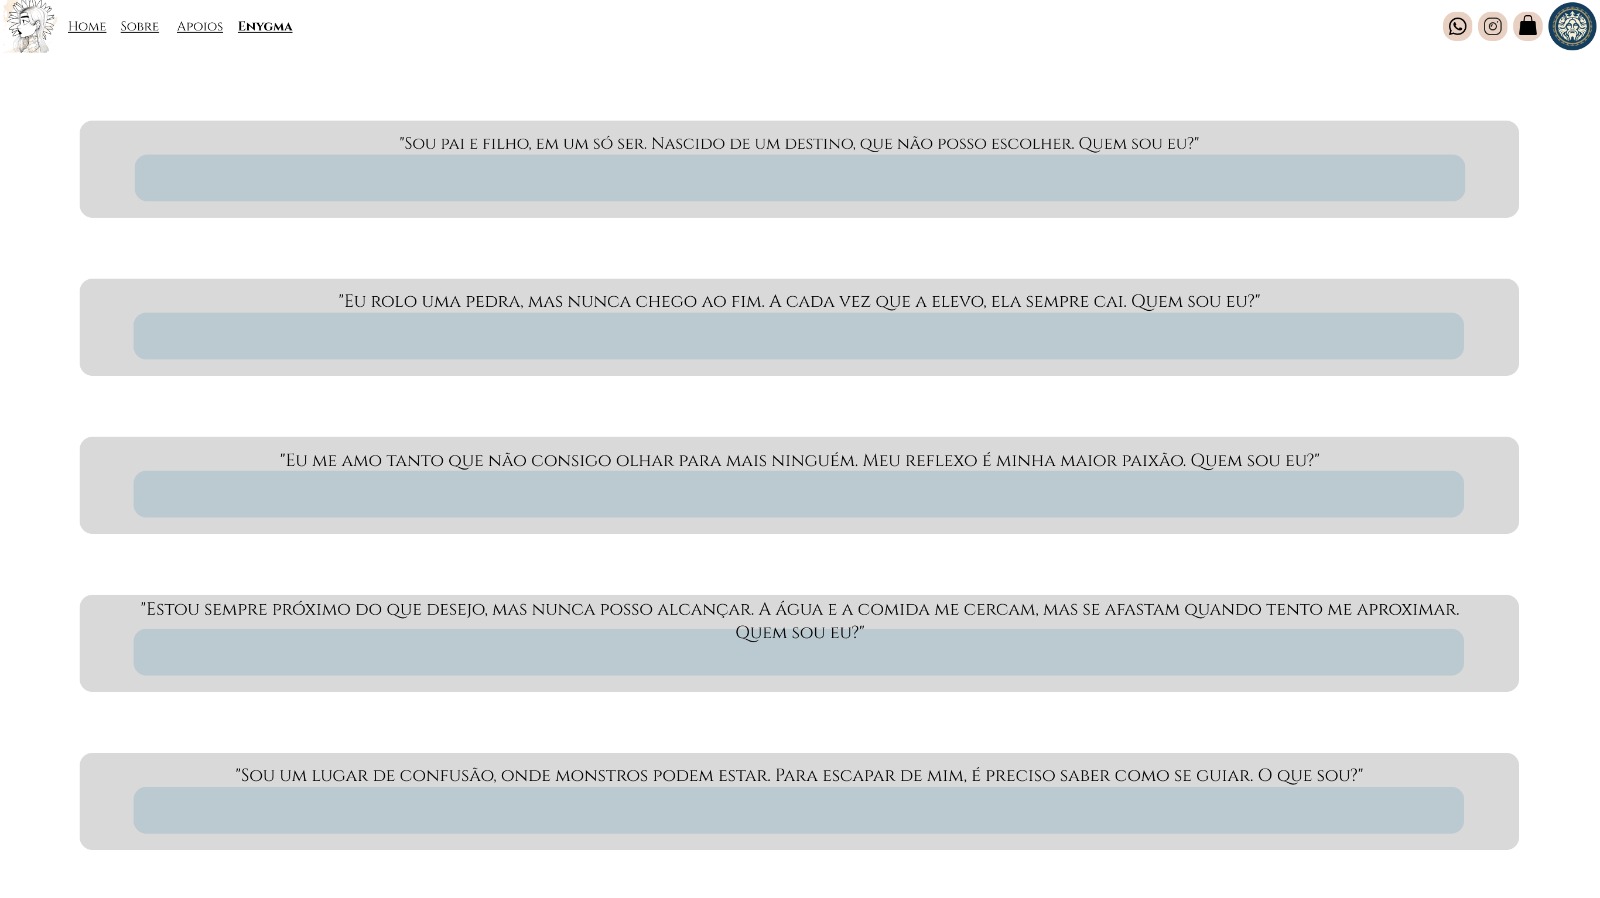 Home Sobre Apoios Enygma
"Sou pai e filho, em um só ser. Nascido de um destino, que não posso escolher. Quem sou eu?"
"Eu rolo uma pedra, mas nunca chego ao fim. A cada vez que a elevo, ela sempre cai. Quem sou eu?"
"Eu me amo tanto que não consigo olhar para mais ninguém. Meu reflexo é minha maior paixão. Quem sou eu?"
"Estou sempre próximo do que desejo, mas nunca posso alcançar. A água e a comida me cercam, mas se afastam quando tento me aproximar.
Quem sou eu?"
"Sou um lugar de confusão, onde monstros podem estar. Para escapar de mim, é preciso saber como se guiar. O que sou?"